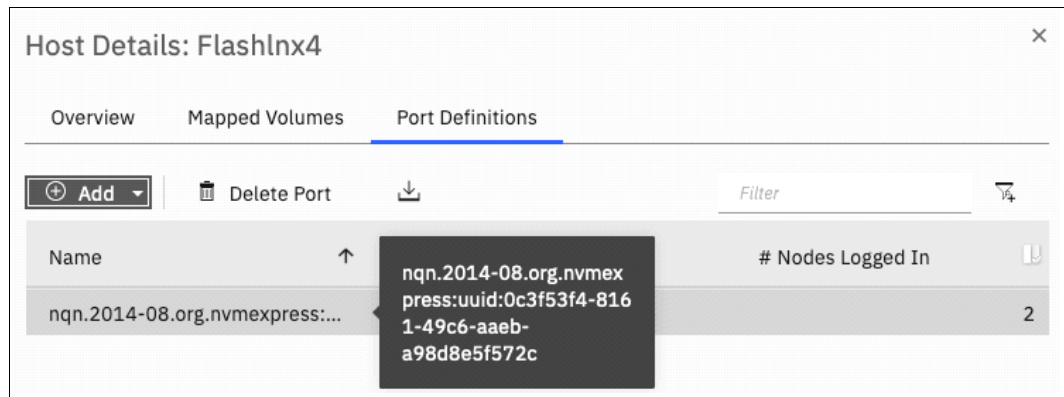 Host Details: Flashlnx4
Overview Mapped Volumes Port Definitions
Add Delete Port Filter
Name # Nodes Logged In
nqn.2014-08.org.nvmexpress:... 2
nqn.2014-08.org.nvmex
press:uuid:0c3f53f4-816
1-49c6-aaeb-
a98d8e5f572c